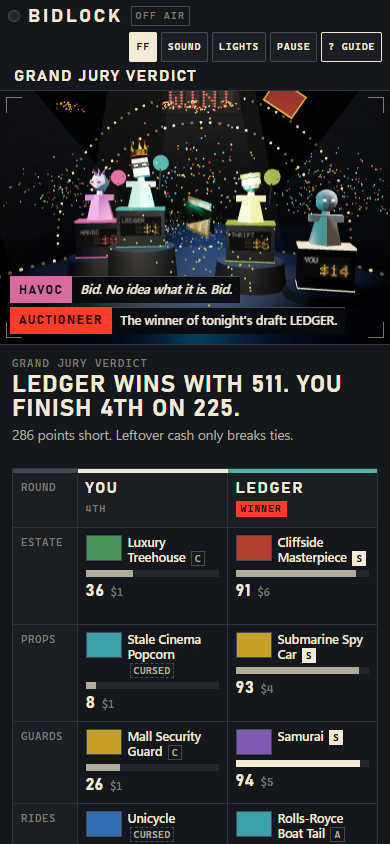 BIDLOCK OFF AIR
FF SOUND LIGHTS PAUSE ? GUIDE
GRAND JURY VERDICT
HAVOC
LEDGER
$1
THRIFT
$6
YOU
$14
HAVOC Bid. No idea what it is. Bid.
AUCTIONEER The winner of tonight's draft: LEDGER.
GRAND JURY VERDICT
LEDGER WINS WITH 511. YOU
FINISH 4TH ON 225.
286 points short. Leftover cash only breaks ties.
ROUND YOU LEDGER
4TH WINNER
ESTATE Luxury Treehouse C Cliffside Masterpiece S
36 $1 91 $6
PROPS Stale Cinema Popcorn CURSED Submarine Spy Car S
8 $1 93 $4
GUARDS Mall Security Guard C Samurai S
26 $1 94 $5
RIDES Unicycle CURSED Rolls-Royce Boat Tail A